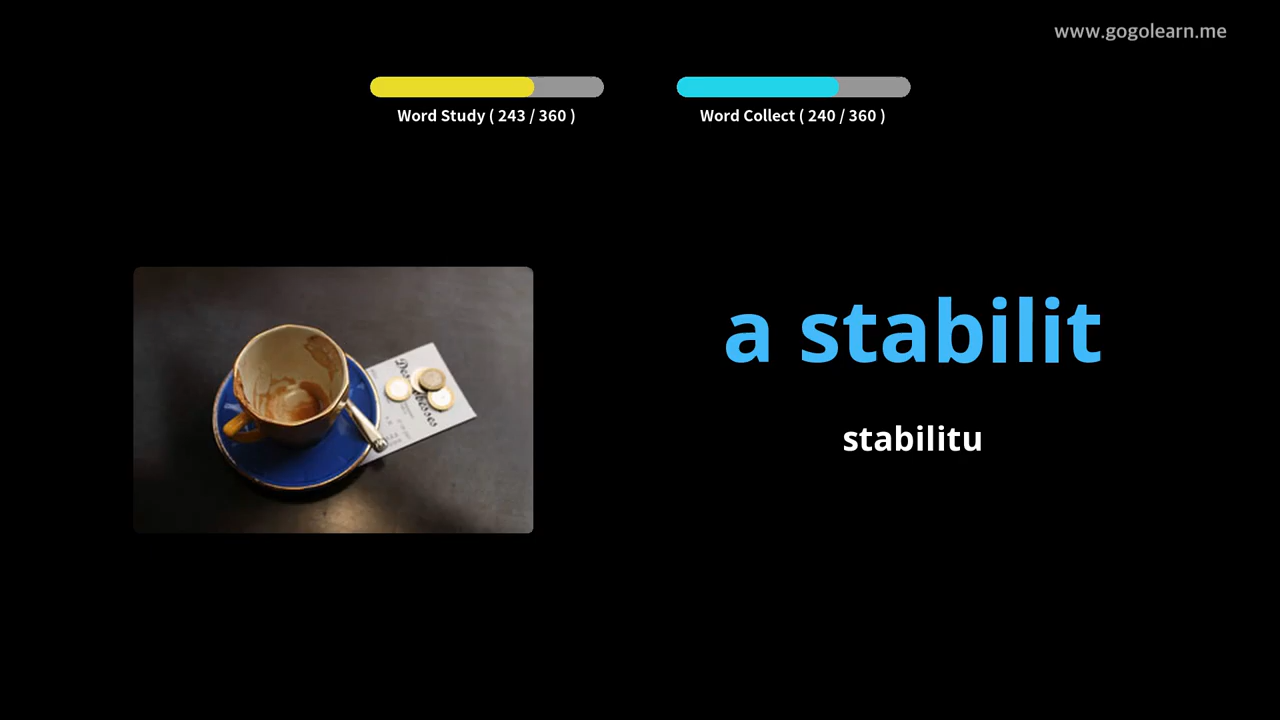 www.gogolearn.me
Word Study ( 243 / 360 )
Word Collect ( 240 / 360 )
a stabilit
stabilitu